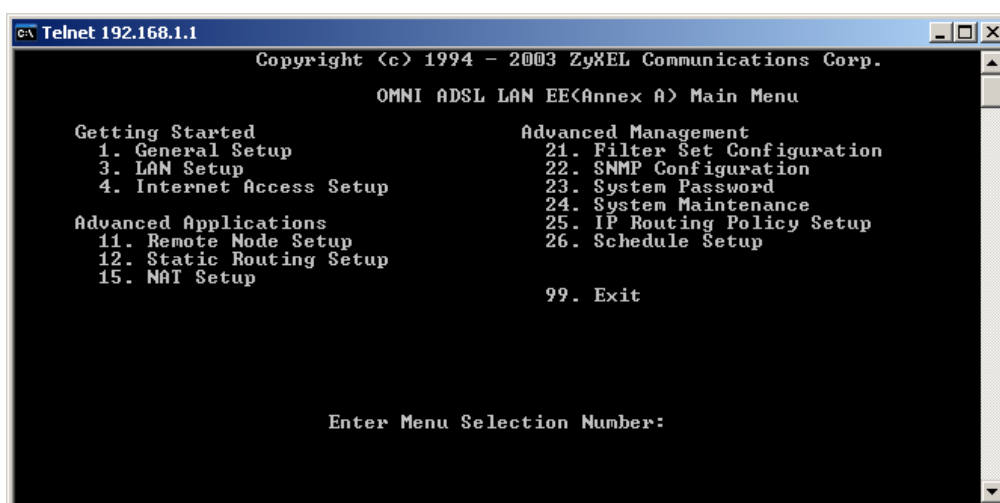 Telnet 192.168.1.1
Copyright (c) 1994 - 2003 ZyXEL Communications Corp.
OMNI ADSL LAN EE(Annex A) Main Menu
Getting Started
1. General Setup
3. LAN Setup
4. Internet Access Setup
Advanced Applications
11. Remote Node Setup
12. Static Routing Setup
15. NAT Setup
Advanced Management
21. Filter Set Configuration
22. SNMP Configuration
23. System Password
24. System Maintenance
25. IP Routing Policy Setup
26. Schedule Setup
99. Exit
Enter Menu Selection Number: